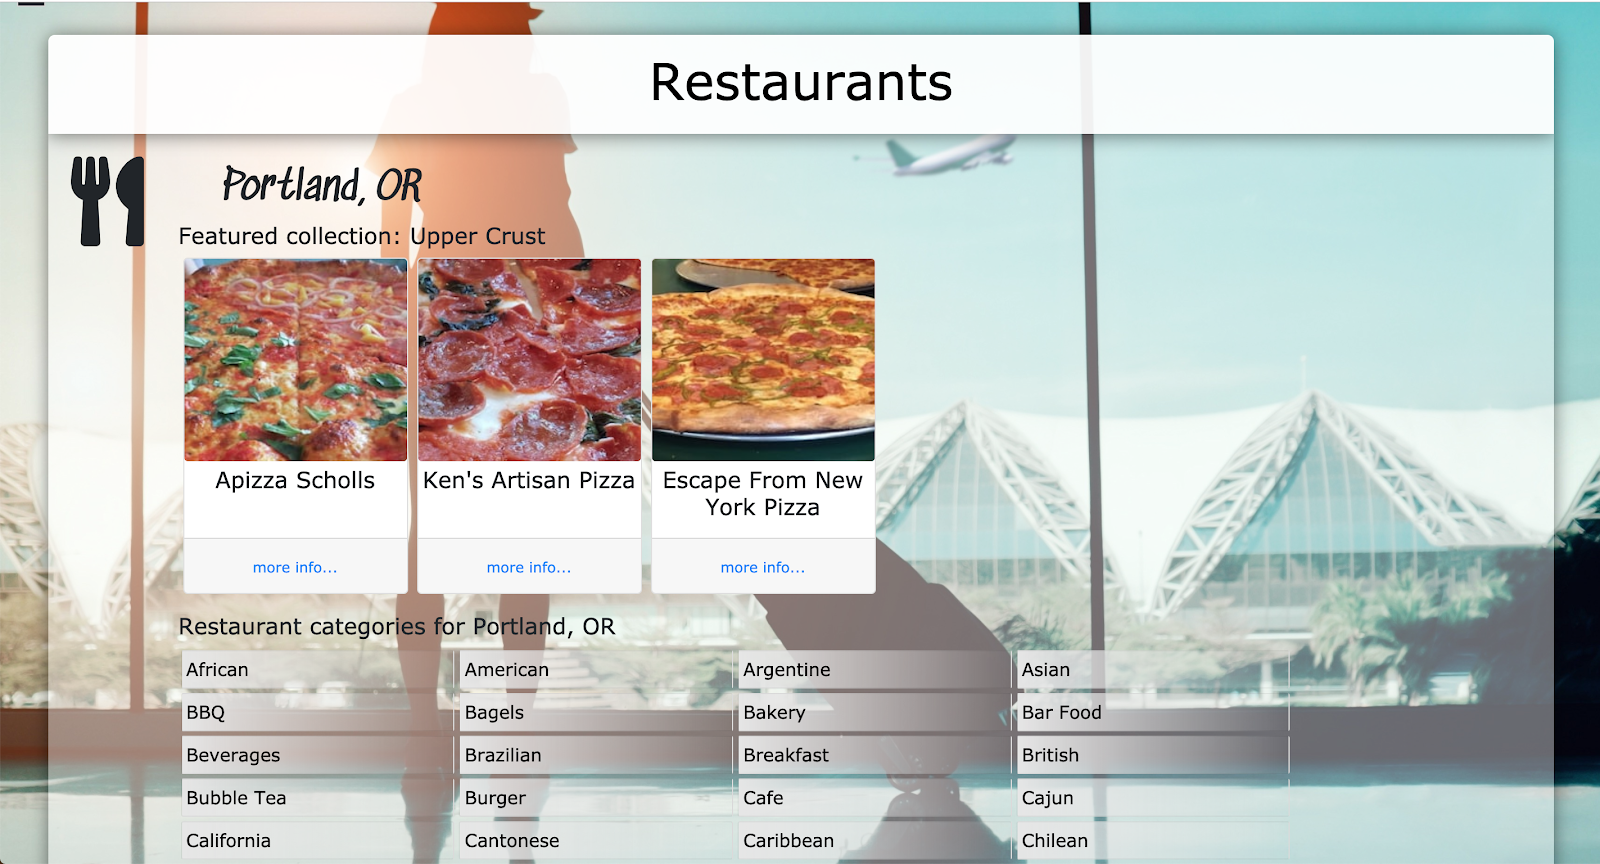 Restaurants
Portland, OR
Featured collection: Upper Crust
Apizza Scholls
Ken's Artisan Pizza
Escape From New
York Pizza
more info...
more info...
more info...
Restaurant categories for Portland, OR
African American Argentine Asian
BBQ Bagels Bakery Bar Food
Beverages Brazilian Breakfast British
Bubble Tea Burger Cafe Cajun
California Cantonese Caribbean Chilean